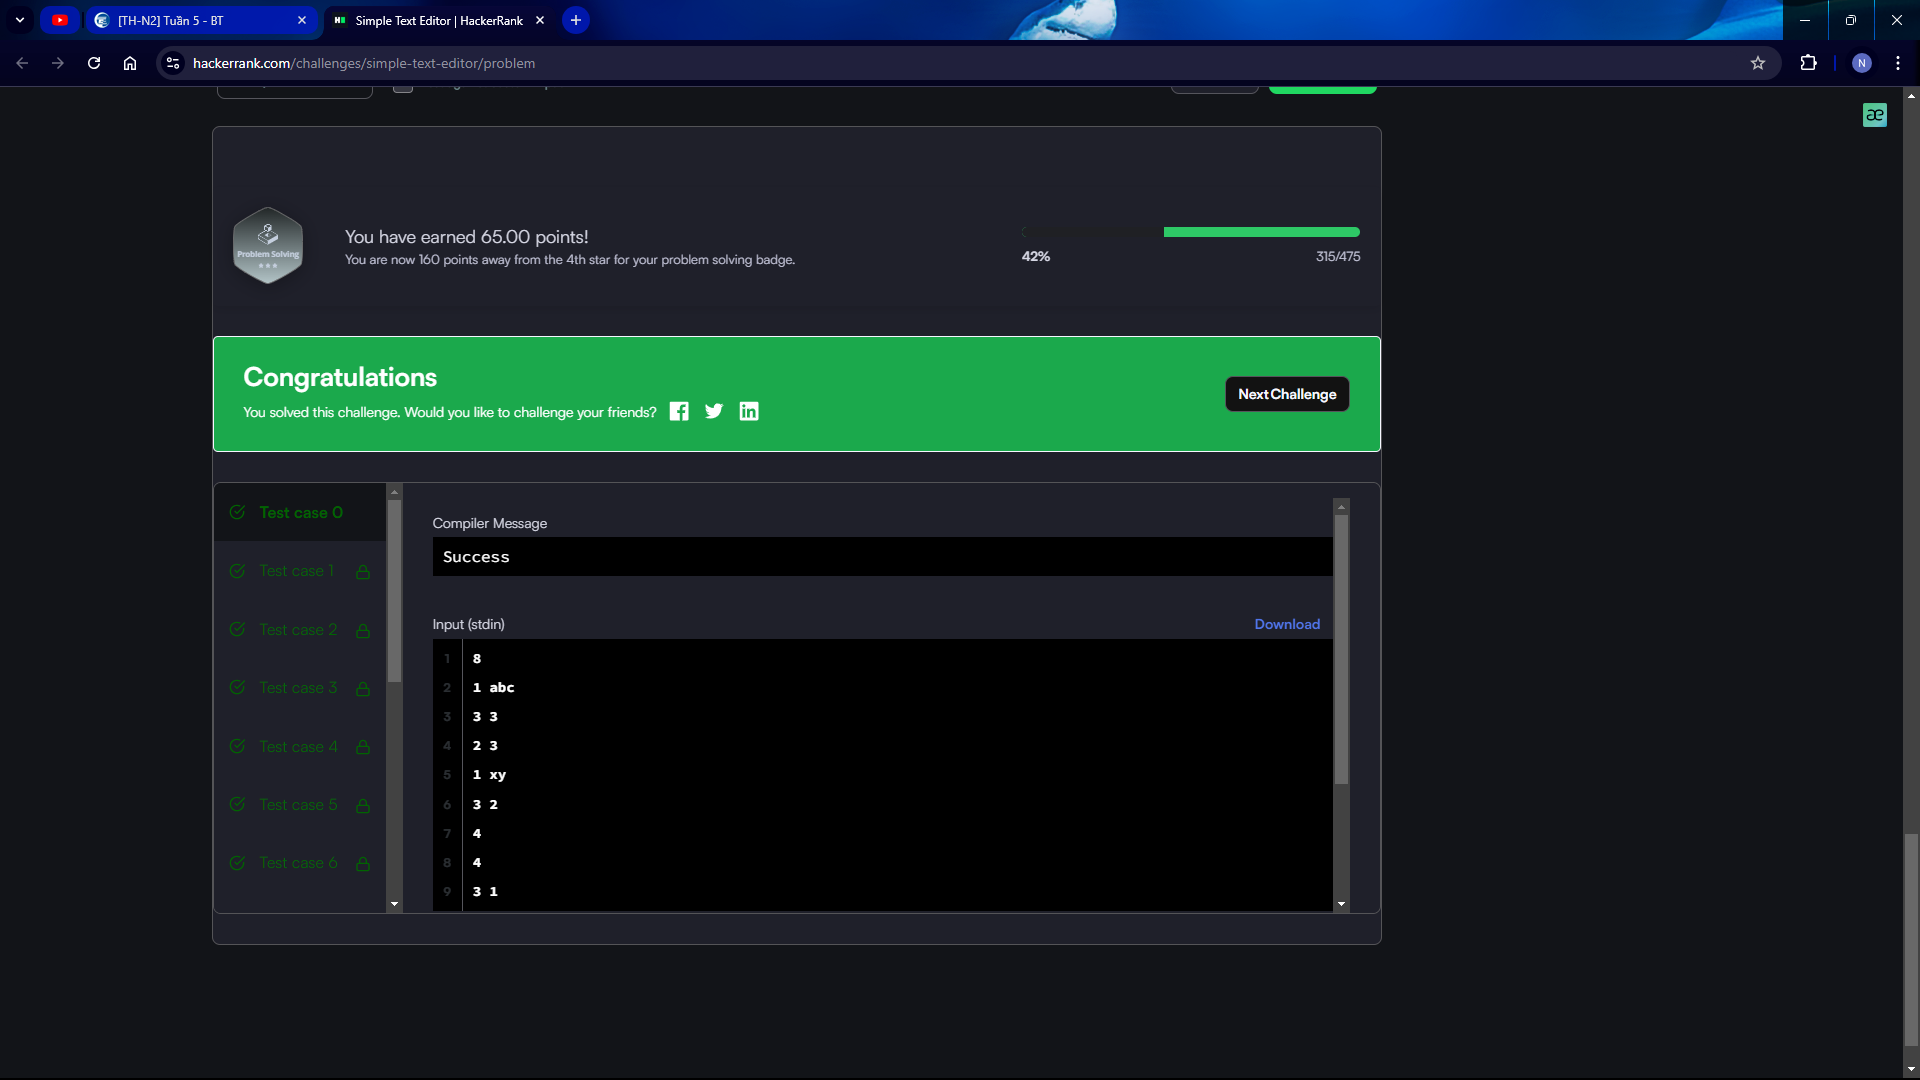 [TH-N2] Tuần 5 - BT
Simple Text Editor | HackerRank
hackerrank.com/challenges/simple-text-editor/problem
N
æ
Problem Solving
You have earned 65.00 points!
You are now 160 points away from the 4th star for your problem solving badge.
42%
315/475
Congratulations
You solved this challenge. Would you like to challenge your friends?
Next Challenge
Test case 0
Test case 1
Test case 2
Test case 3
Test case 4
Test case 5
Test case 6
Compiler Message
Success
Input (stdin)
Download
1 8
2 1 abc
3 3 3
4 2 3
5 1 xy
6 3 2
7 4
8 4
9 3 1